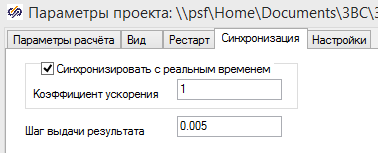 Параметры проекта: \\psf\Home\Documents\ЗВС\
Параметры расчёта Вид Рестарт Синхронизация Настройки
Синхронизировать с реальным временем
Коэффициент ускорения 1
Шаг выдачи результата 0.005